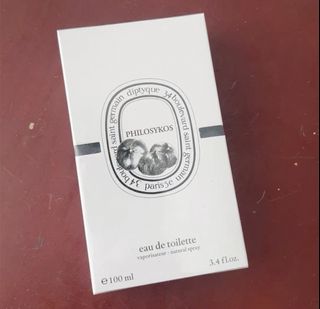 diptyque 34 boulevard saint germain paris 5e 34 boulevard saint germain
PHILOSYKOS
eau de toilette
vaporisateur - natural spray
e 100 ml
3.4 fl.oz.